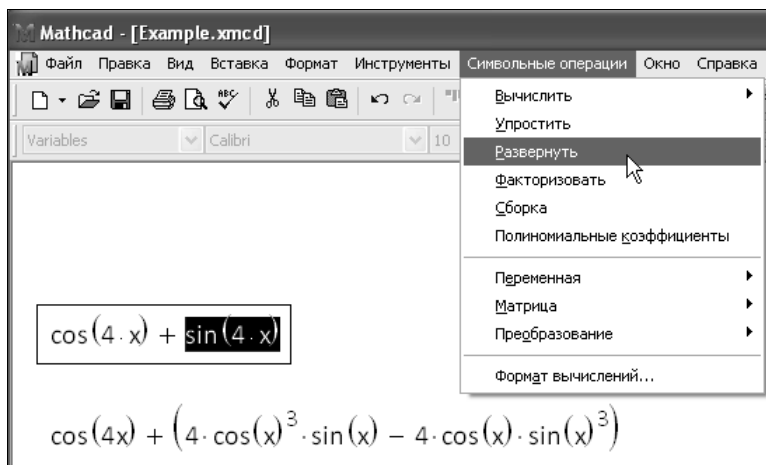 Mathcad - [Example.xmcd]
Файл Правка Вид Вставка Формат Инструменты Символьные операции Окно Справка
Variables Calibri 10
Вычислить
Упростить
Развернуть
Факторизовать
Сборка
Полиномиальные коэффициенты
Переменная
Матрица
Преобразование
Формат вычислений...
cos(4·x) + sin(4·x)
cos(4x) + (4·cos(x)³·sin(x) − 4·cos(x)·sin(x)³)